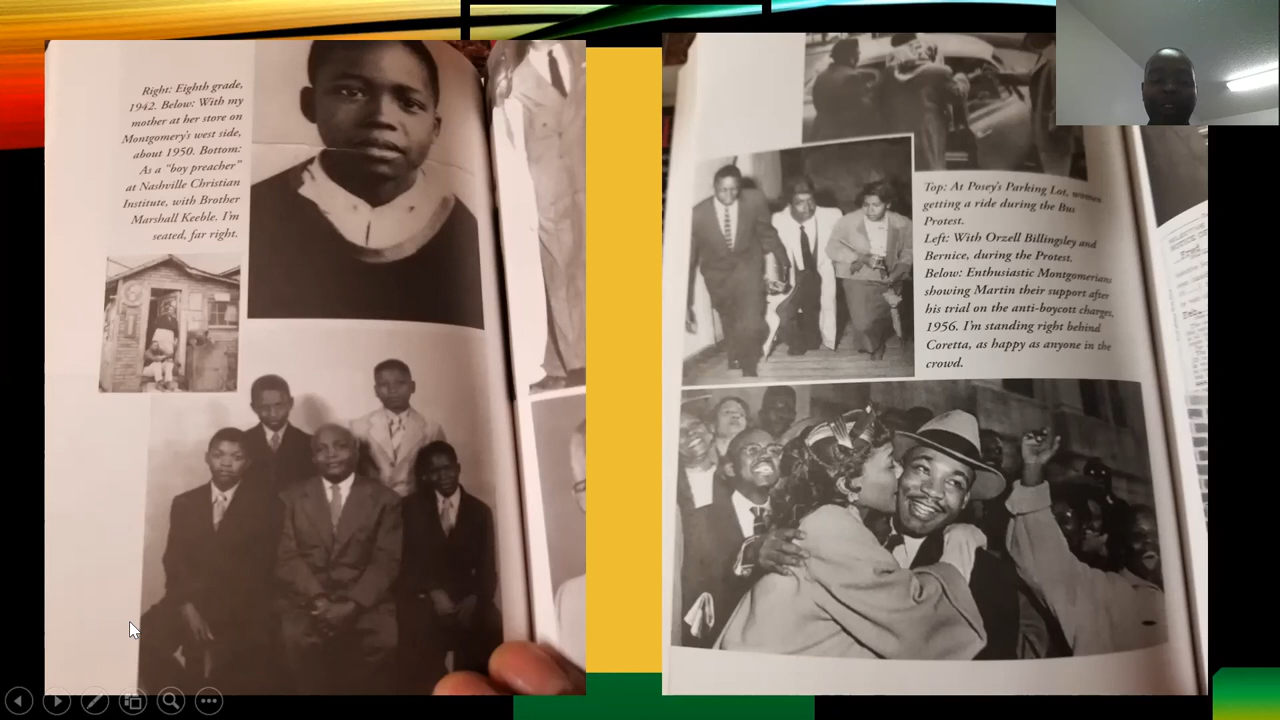 Right: Eighth grade,
1942. Below: With my
mother at her store on
Montgomery's west side,
about 1950. Bottom:
As a "boy preacher"
at Nashville Christian
Institute, with Brother
Marshall Keeble. I'm
seated, far right.
Top: At Posey's Parking Lot, women
getting a ride during the Bus
Protest.
Left: With Orzell Billingsley and
Bernice, during the Protest.
Below: Enthusiastic Montgomerians
showing Martin their support after
his trial on the anti-boycott charges,
1956. I'm standing right behind
Coretta, as happy as anyone in the
crowd.